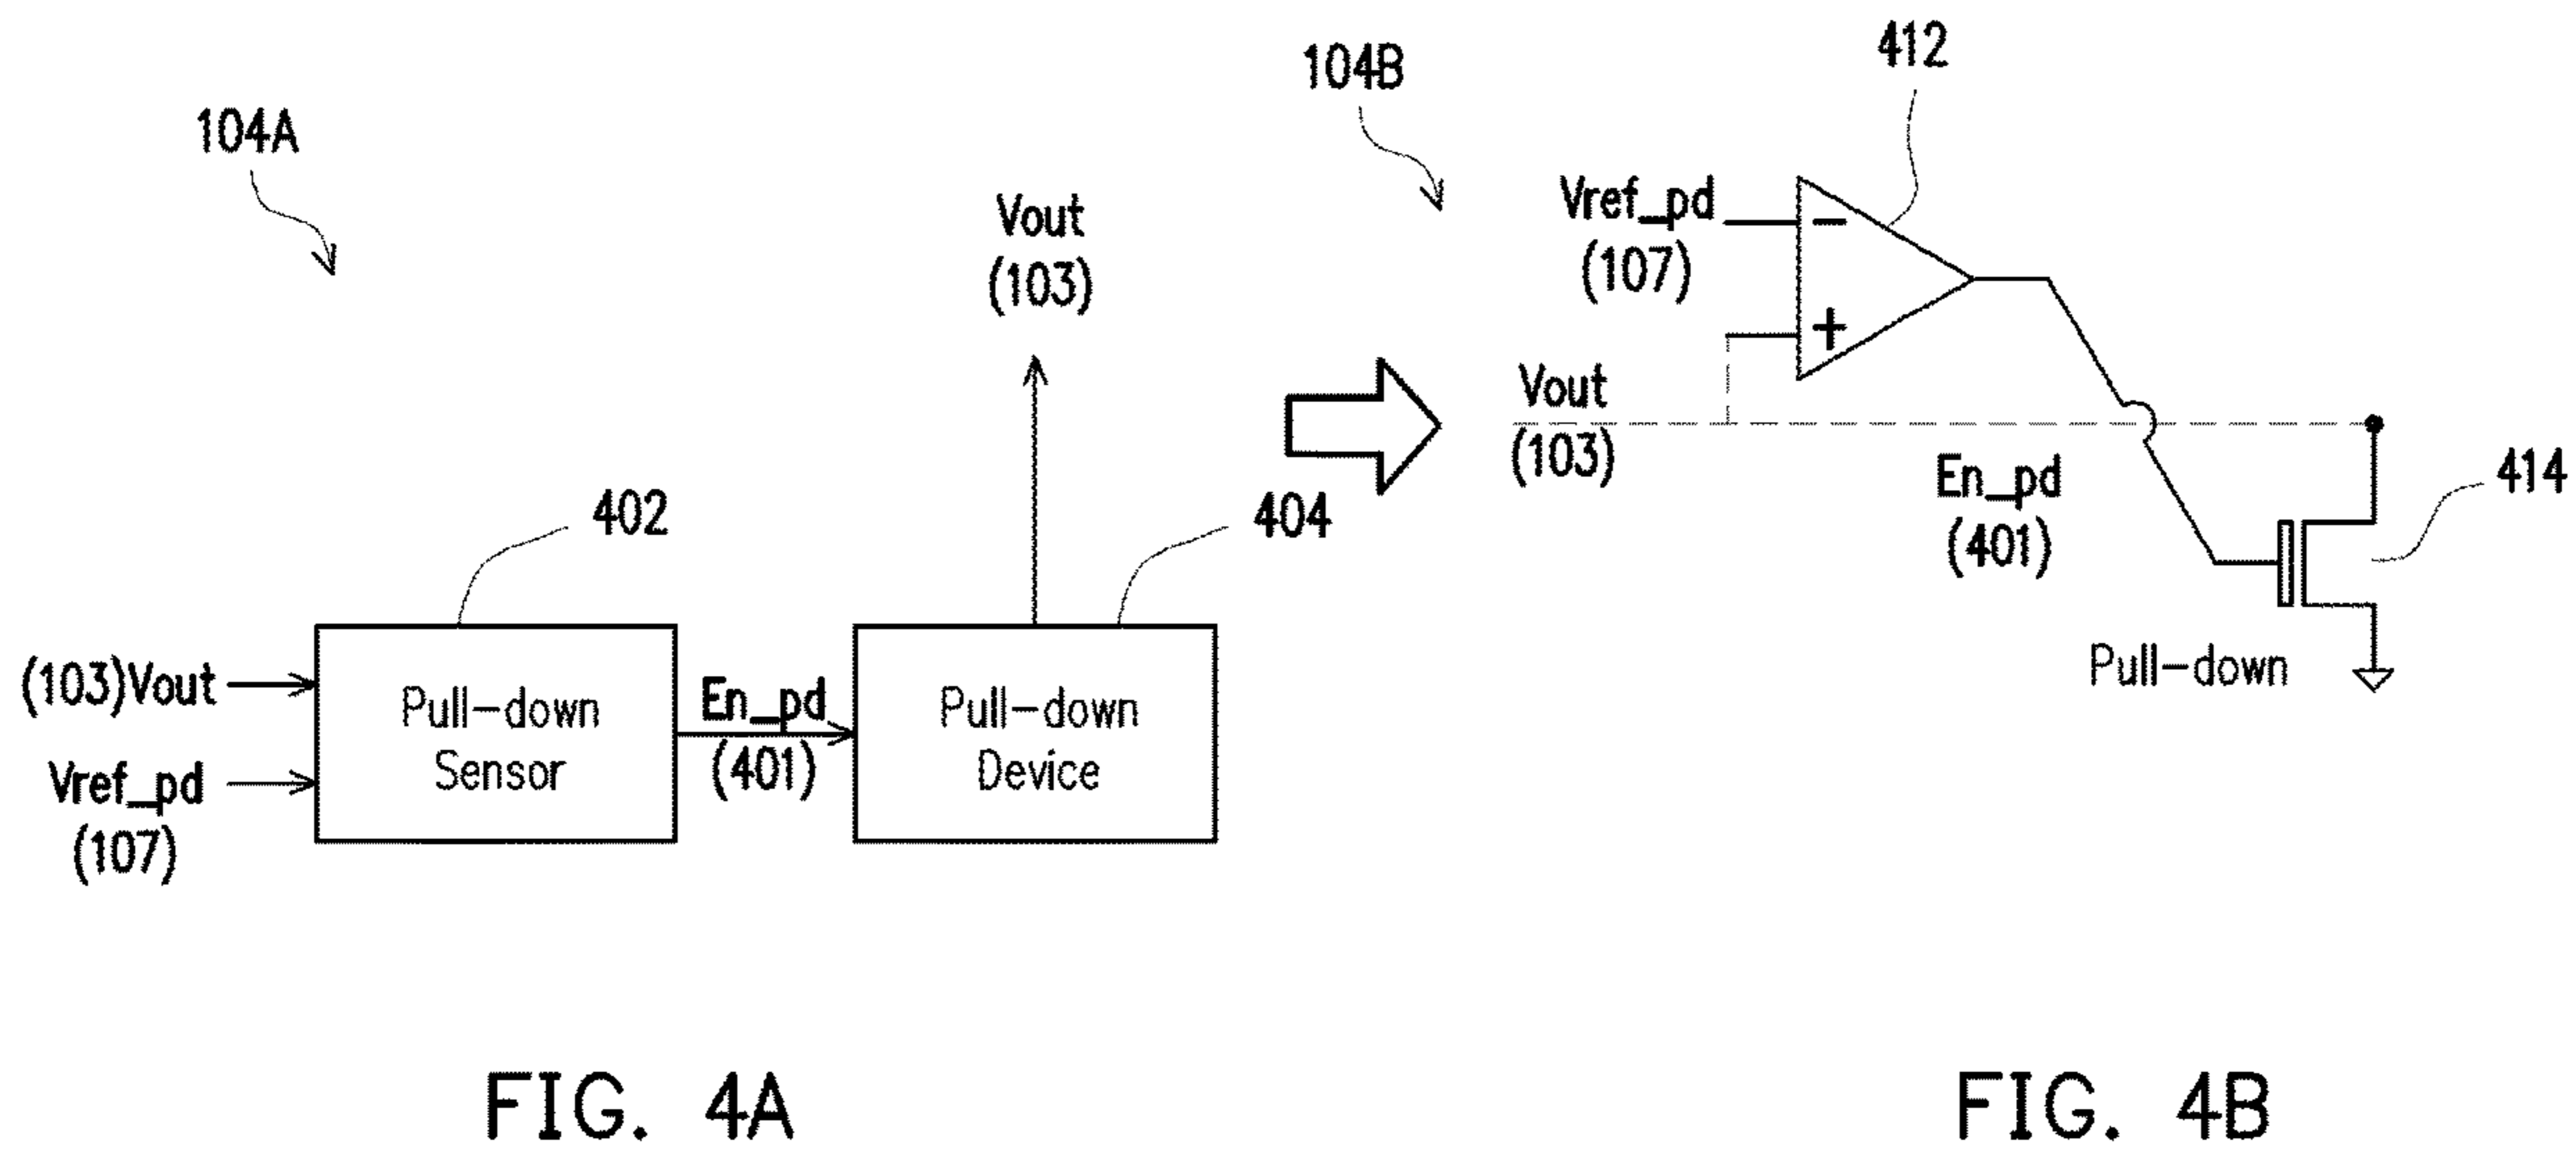 104A
Vout
(103)
402
404
(103)Vout
Vref_pd
(107)
Pull-down
Sensor
En_pd
(401)
Pull-down
Device
FIG. 4A
104B
412
Vref_pd
(107)
−
+
Vout
(103)
En_pd
(401)
414
Pull-down
FIG. 4B